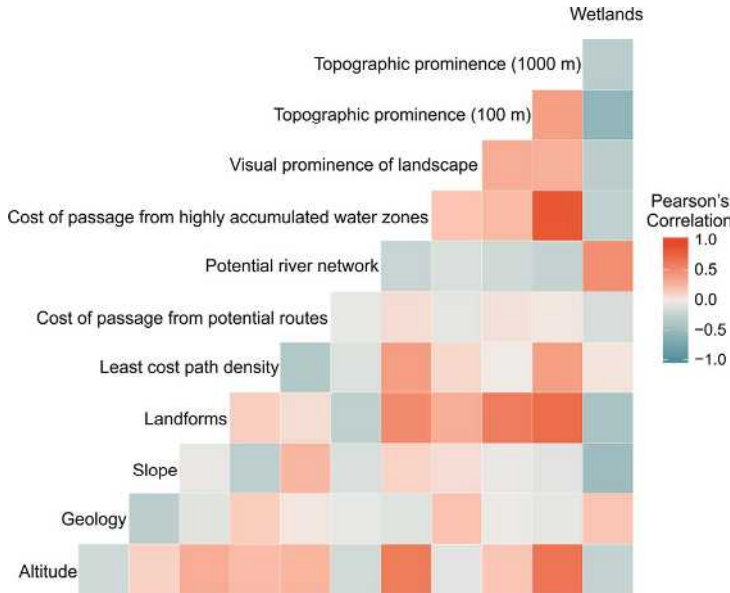 Wetlands
Topographic prominence (1000 m)
Topographic prominence (100 m)
Visual prominence of landscape
Cost of passage from highly accumulated water zones
Potential river network
Cost of passage from potential routes
Least cost path density
Landforms
Slope
Geology
Altitude
Pearson's
Correlation
1.0
0.5
0.0
−0.5
−1.0